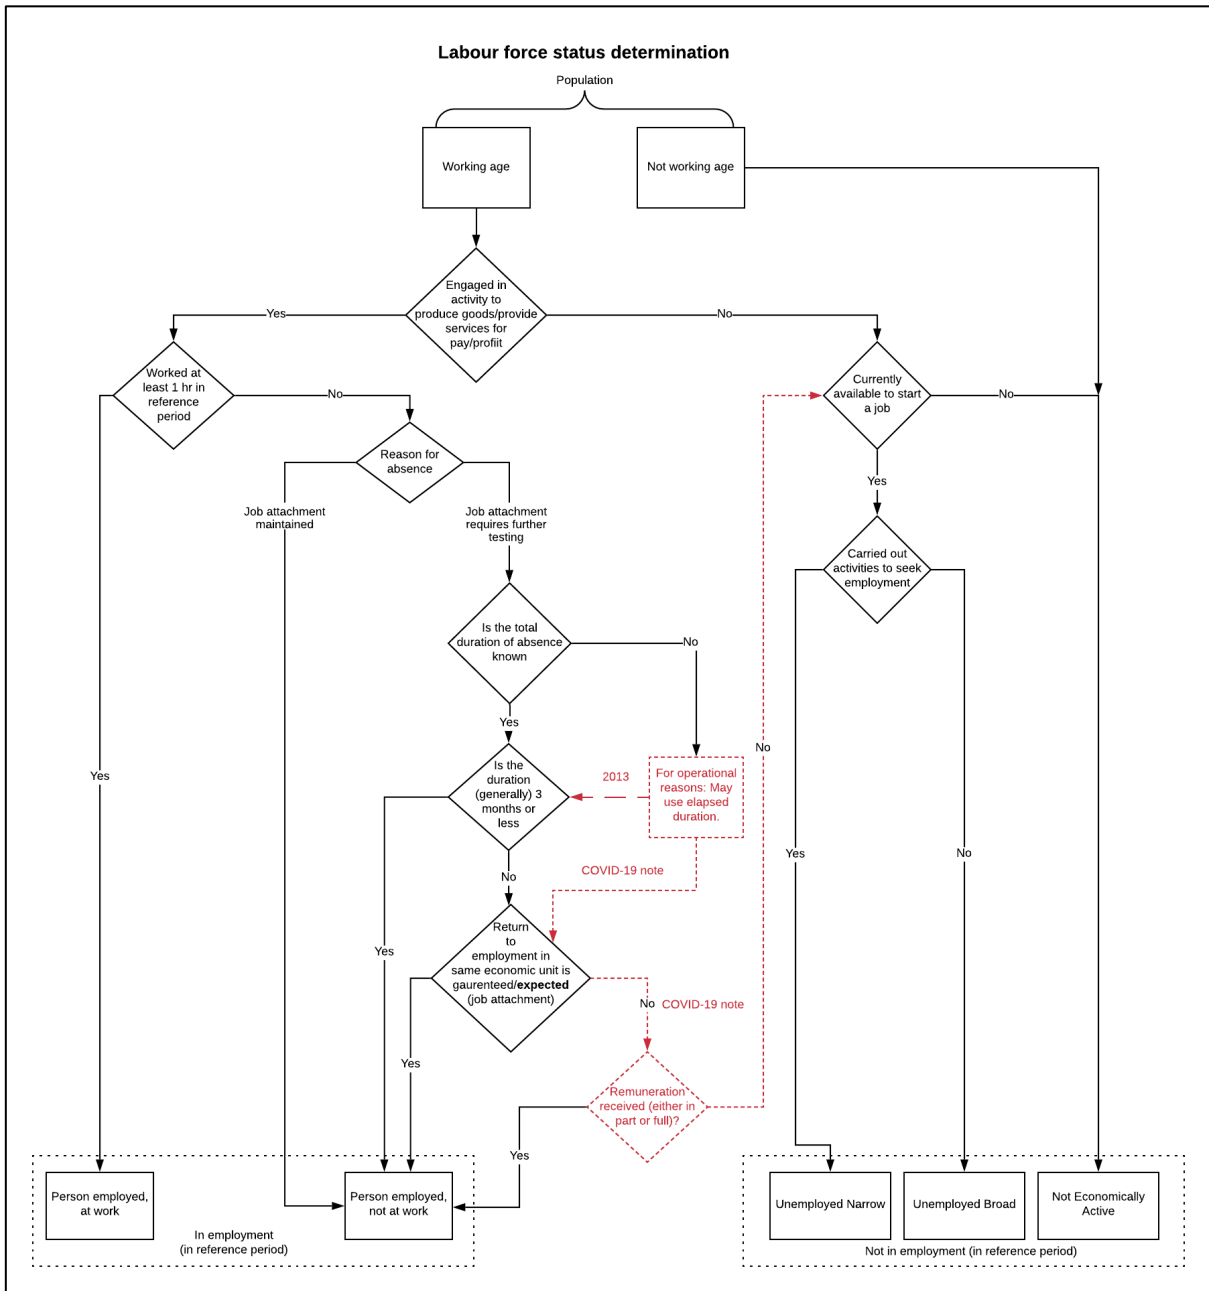 Labour force status determination
Population
Working age
Not working age
Engaged in
activity to
produce goods/provide
services for
pay/profiit
Yes
No
Worked at
least 1 hr in
reference
period
No
Currently
available to start
a job
No
Reason for
absence
Yes
Job attachment
maintained
Job attachment
requires further
testing
Carried out
activities to seek
employment
Is the total
duration of absence
known
No
Yes
No
Yes
Is the
duration
(generally) 3
months or
less
2013
For operational
reasons: May
use elapsed
duration.
Yes
No
COVID-19 note
No
Yes
Return
to
employment in
same economic unit is
gaurenteed/expected
(job attachment)
No
COVID-19 note
Yes
Remuneration
received (either in
part or full)?
Yes
Person employed,
at work
Person employed,
not at work
In employment
(in reference period)
Unemployed Narrow
Unemployed Broad
Not Economically
Active
Not in employment (in reference period)